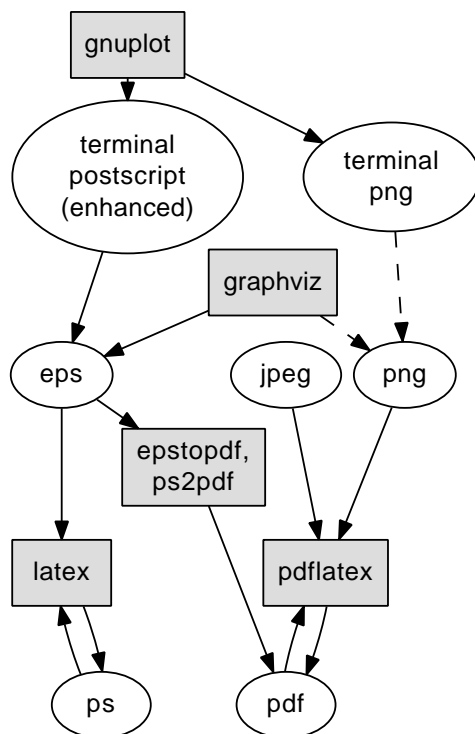 gnuplot
terminal
postscript
(enhanced)
terminal
png
graphviz
eps
jpeg
png
epstopdf,
ps2pdf
latex
pdflatex
ps
pdf